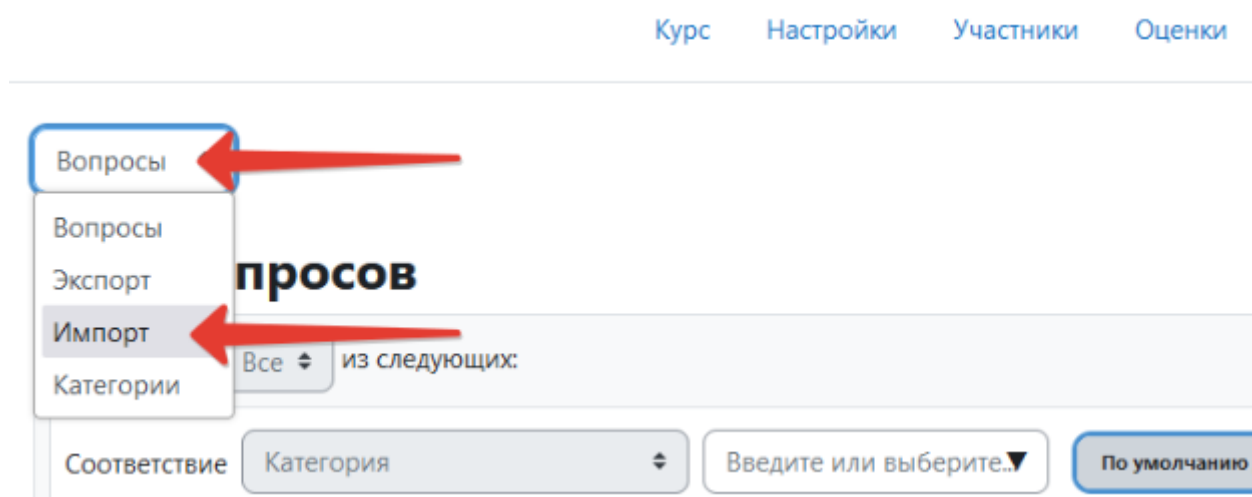 Курс Настройки Участники Оценки
Вопросы
Вопросы
Экспорт
просов
Импорт
Все из следующих:
Категории
Соответствие Категория Введите или выберите... По умолчанию